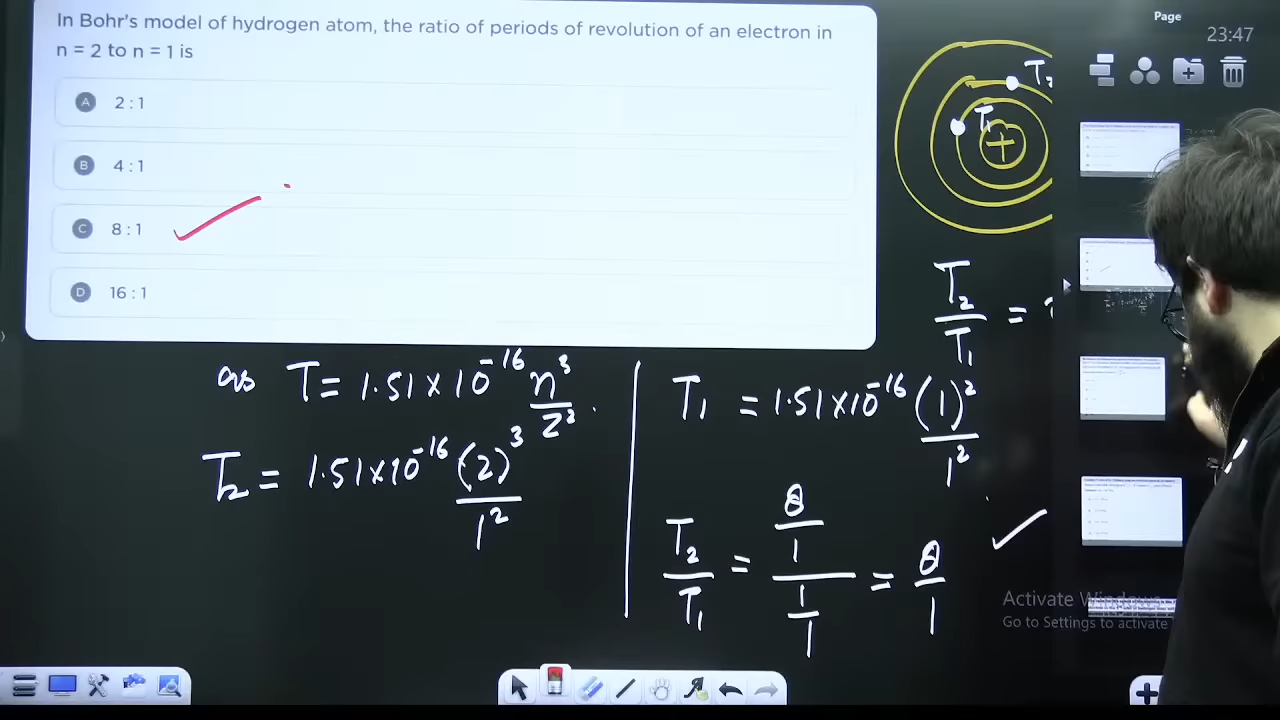 In Bohr's model of hydrogen atom, the ratio of periods of revolution of an electron in
n = 2 to n = 1 is
A 2 : 1
B 4 : 1
C 8 : 1
D 16 : 1
Page
23:47
T₁
+
T₂/T₁ =
as T = 1.51×10⁻¹⁶ n³/Z²
T₂ = 1.51×10⁻¹⁶ (2)³/1²
T₁ = 1.51×10⁻¹⁶ (1)²/1²
T₂/T₁ = (8/1)/(1/1) = 8/1
Activate Windows
Go to Settings to activate